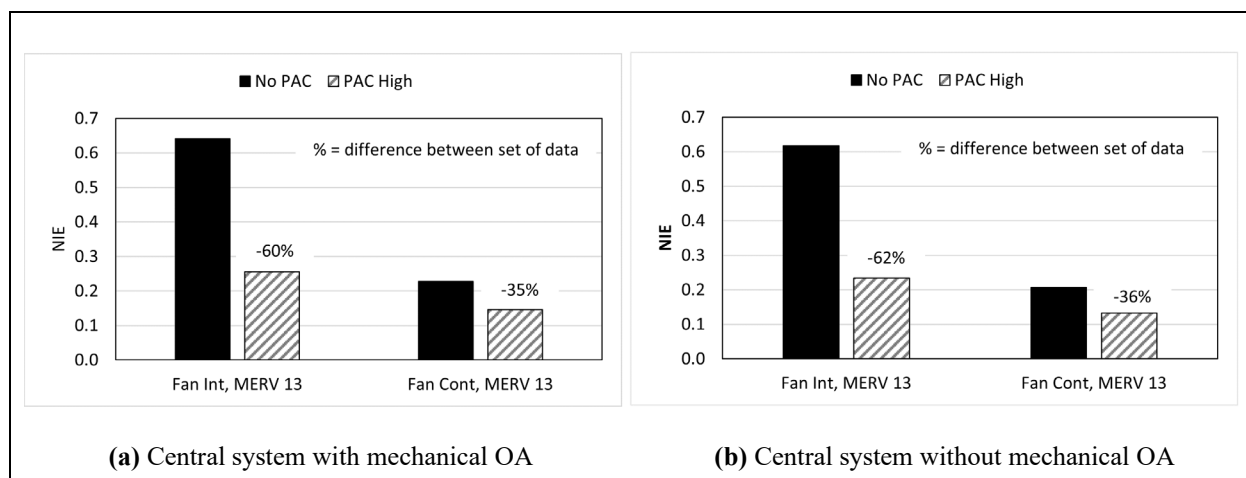 No PAC PAC High
0.7
% = difference between set of data
0.6
0.5
0.4
NIE
0.3
-60%
0.2
-35%
0.1
0.0
Fan Int, MERV 13 Fan Cont, MERV 13
(a) Central system with mechanical OA
No PAC PAC High
0.7
% = difference between set of data
0.6
0.5
0.4
NIE
0.3
-62%
0.2
-36%
0.1
0.0
Fan Int, MERV 13 Fan Cont, MERV 13
(b) Central system without mechanical OA